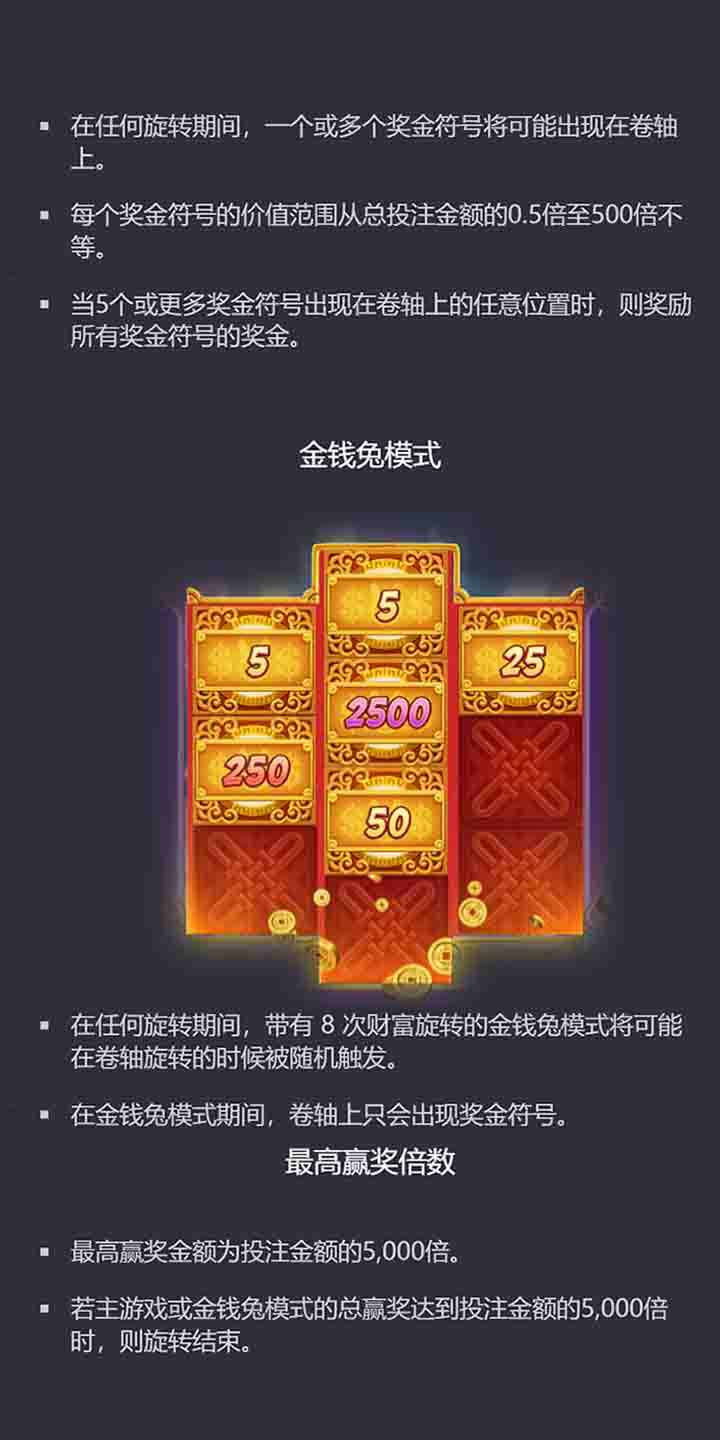 在任何旋转期间，一个或多个奖金符号将可能出现在卷轴
上。
每个奖金符号的价值范围从总投注金额的0.5倍至500倍不
等。
当5个或更多奖金符号出现在卷轴上的任意位置时，则奖励
所有奖金符号的奖金。
金钱兔模式
5
5
25
2500
250
50
在任何旋转期间，带有 8 次财富旋转的金钱兔模式将可能
在卷轴旋转的时候被随机触发。
在金钱兔模式期间，卷轴上只会出现奖金符号。
最高赢奖倍数
最高赢奖金额为投注金额的5,000倍。
若主游戏或金钱兔模式的总赢奖达到投注金额的5,000倍
时，则旋转结束。